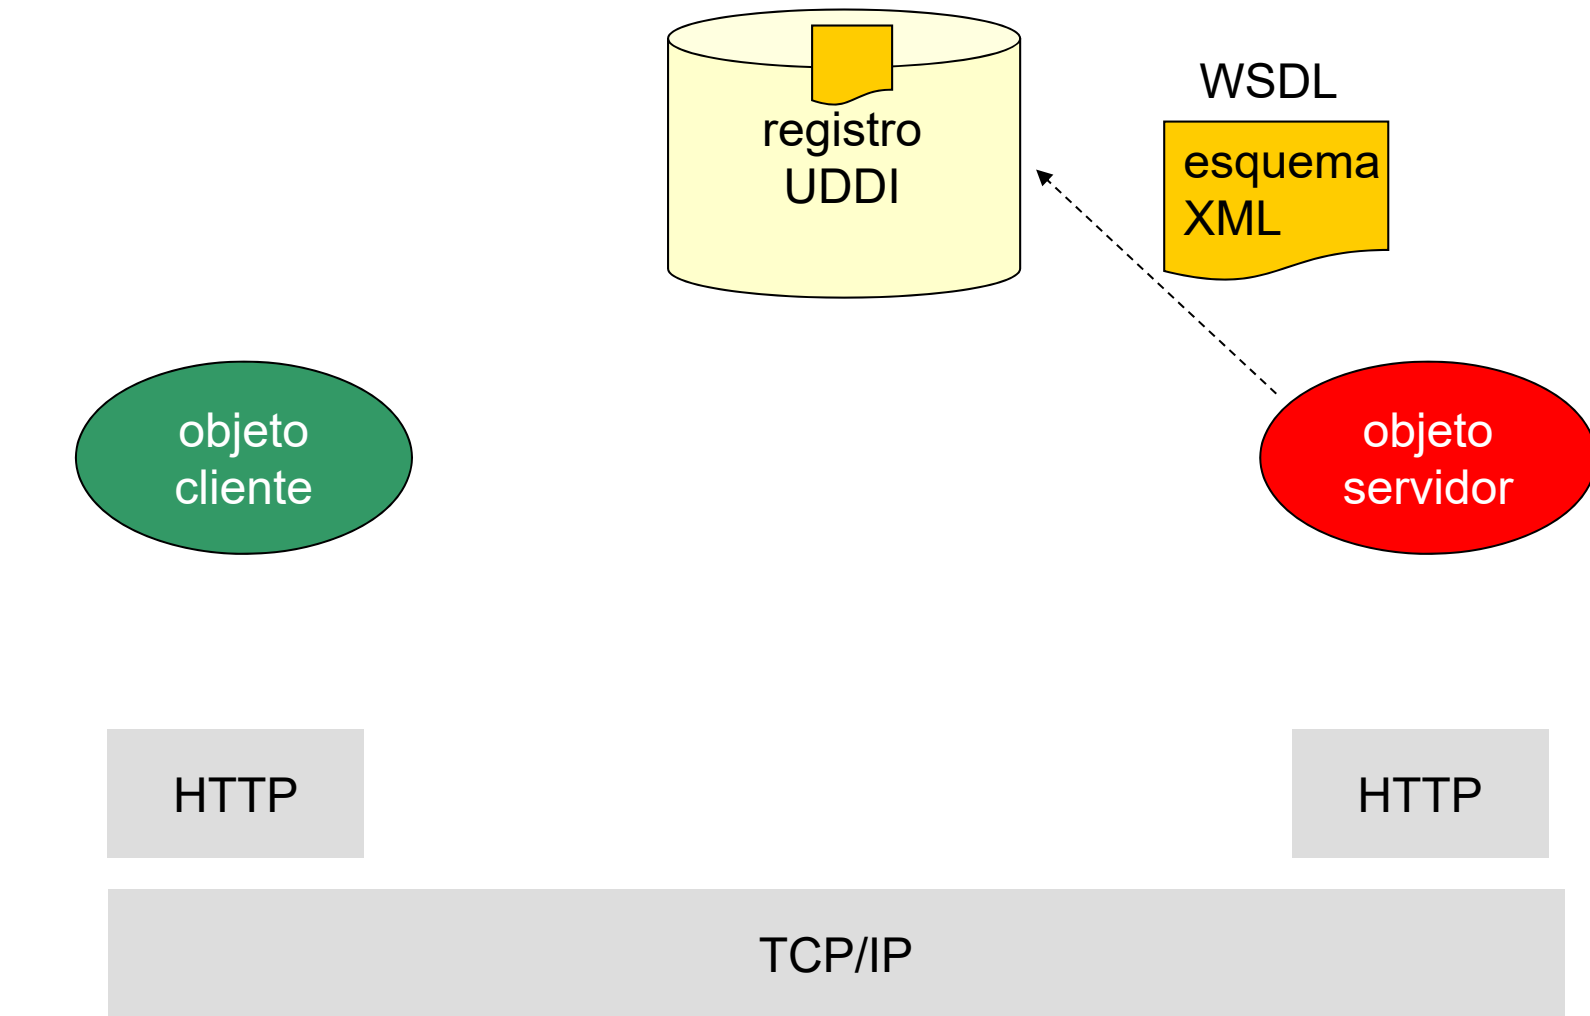 WSDL
registro
UDDI
esquema
XML
objeto
cliente
objeto
servidor
HTTP
HTTP
TCP/IP